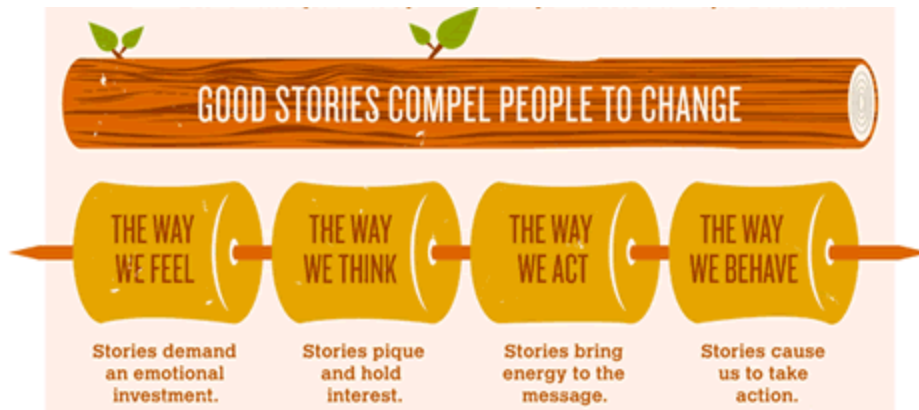 GOOD STORIES COMPEL PEOPLE TO CHANGE
THE WAY
WE FEEL
THE WAY
WE THINK
THE WAY
WE ACT
THE WAY
WE BEHAVE
Stories demand
an emotional
investment.
Stories pique
and hold
interest.
Stories bring
energy to the
message.
Stories cause
us to take
action.